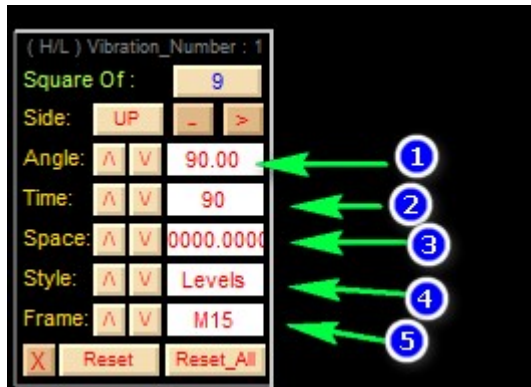 ( H/L ) Vibration_Number : 1
Square Of : 9
Side: UP - >
Angle: Λ V 90.00 1
Time: Λ V 90 2
Space: Λ V 0000.0000 3
Style: Λ V Levels 4
Frame: Λ V M15 5
X Reset Reset_All